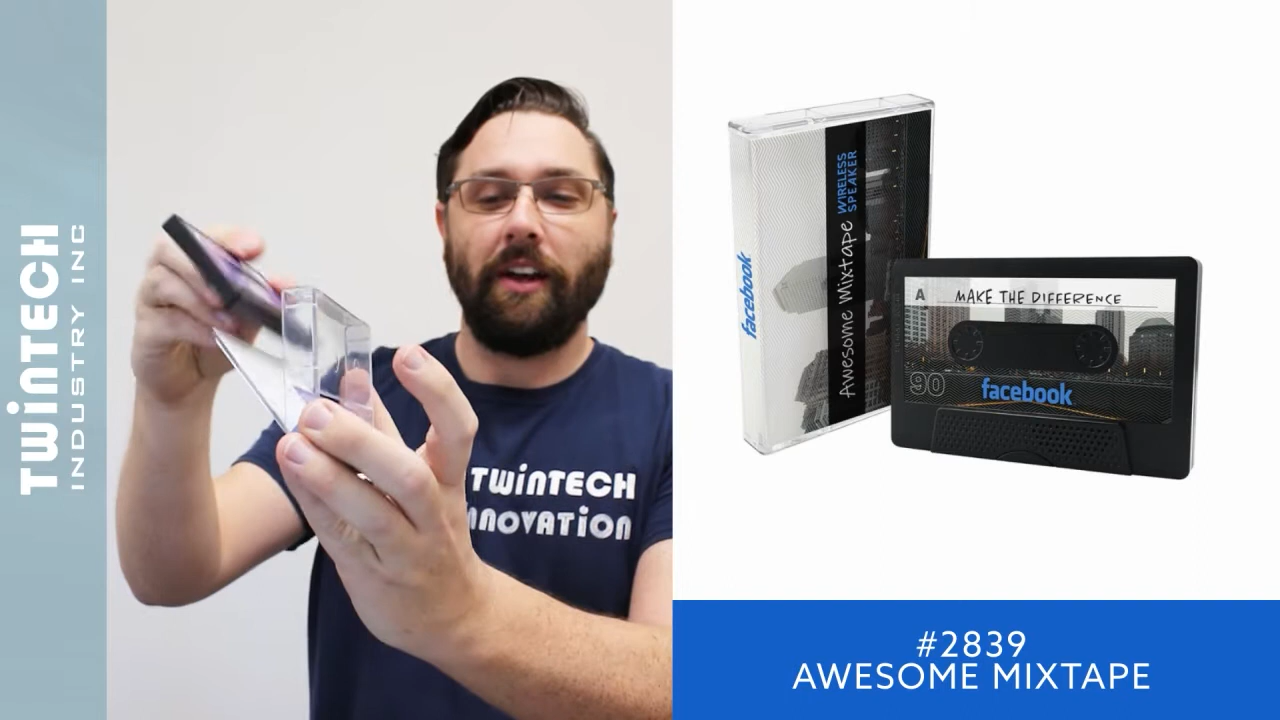 TWINTECH
INDUSTRY INC
TWINTECH
INNOVATION
facebook
Awesome Mixtape
WIRELESS
SPEAKER
A
MAKE THE DIFFERENCE
90
facebook
#2839
AWESOME MIXTAPE